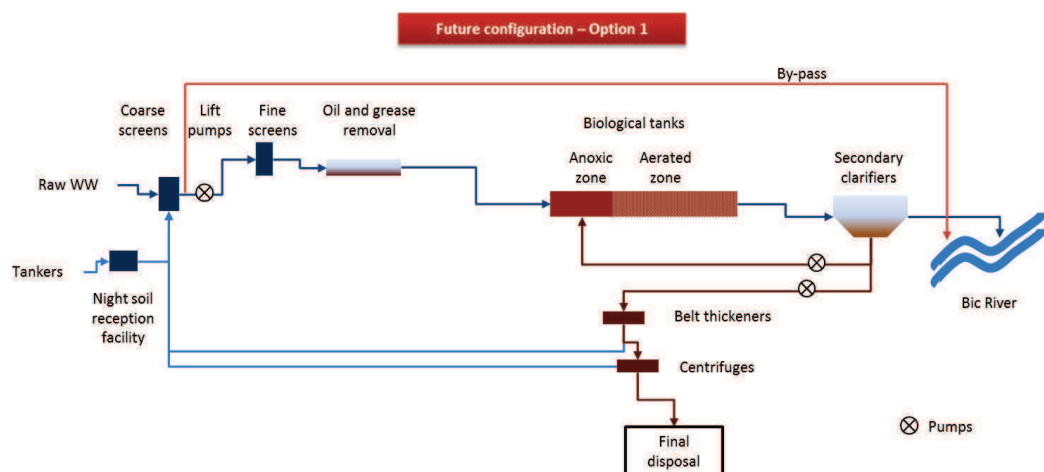 Future configuration – Option 1
By-pass
Coarse
screens
Lift
pumps
Fine
screens
Oil and grease
removal
Biological tanks
Anoxic
zone
Aerated
zone
Secondary
clarifiers
Raw WW
Tankers
Night soil
reception
facility
Belt thickeners
Bic River
Centrifuges
Pumps
Final
disposal